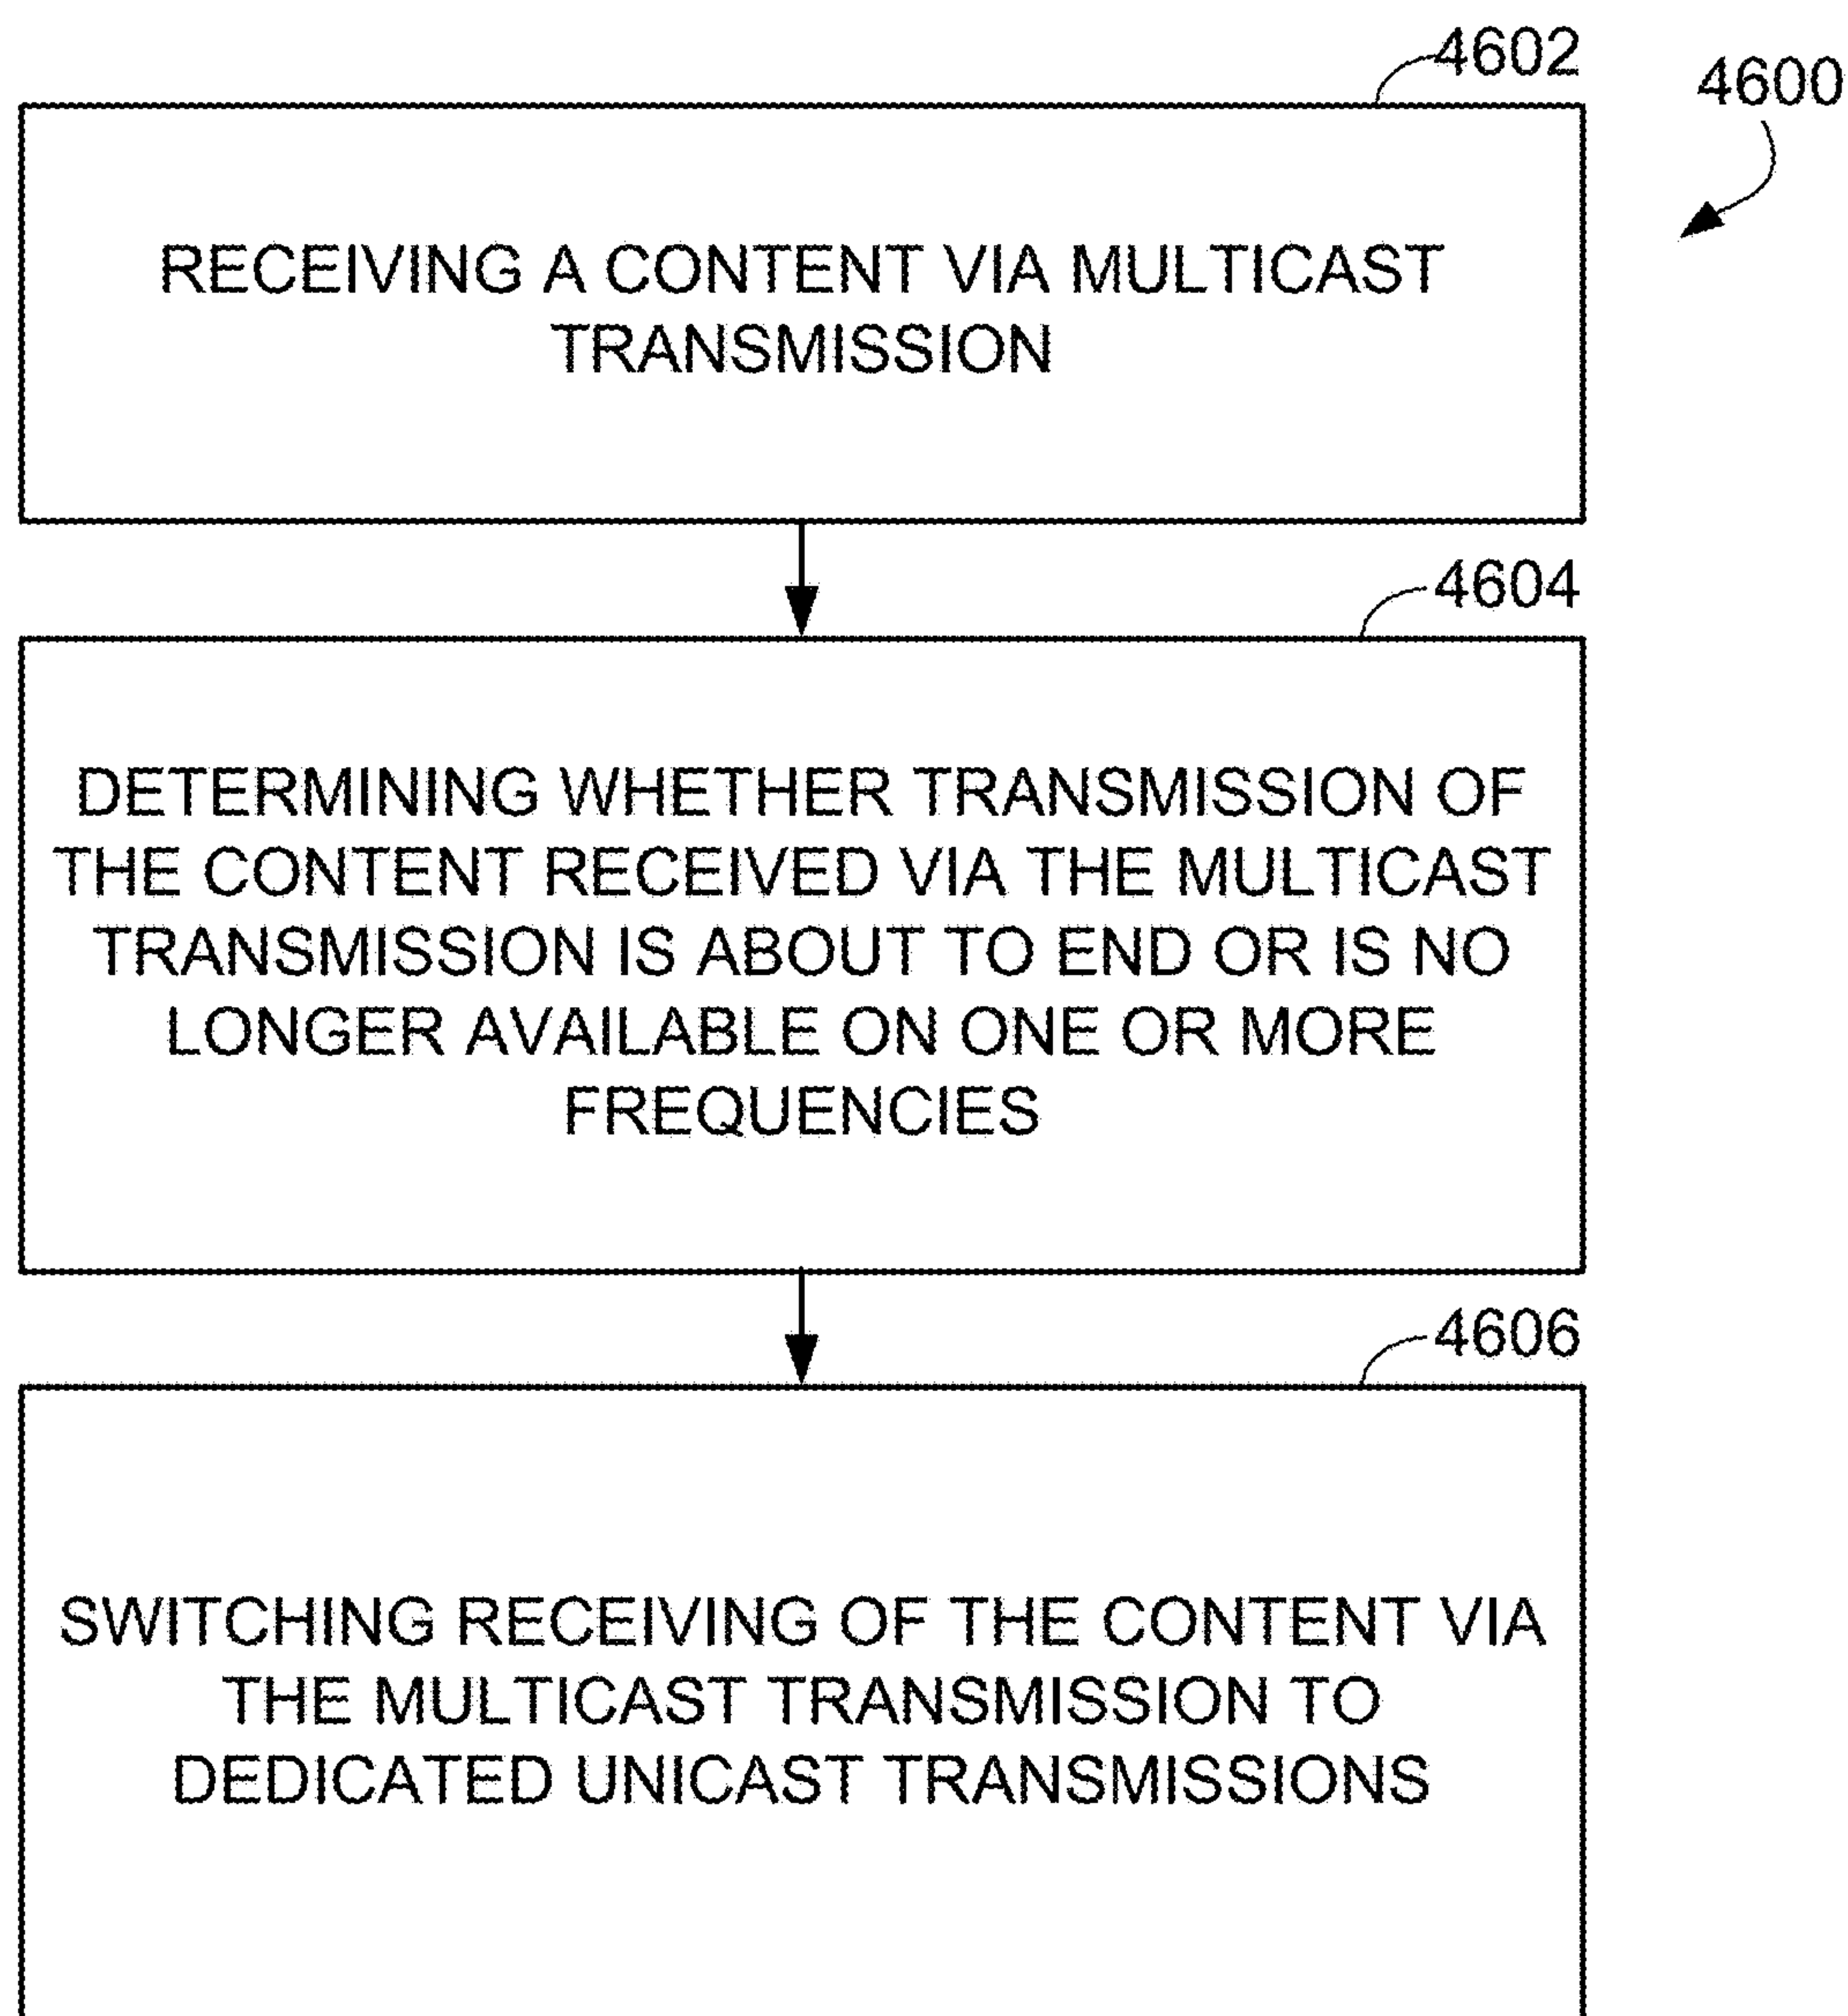 4602
4600
RECEIVING A CONTENT VIA MULTICAST
TRANSMISSION
4604
DETERMINING WHETHER TRANSMISSION OF
THE CONTENT RECEIVED VIA THE MULTICAST
TRANSMISSION IS ABOUT TO END OR IS NO
LONGER AVAILABLE ON ONE OR MORE
FREQUENCIES
4606
SWITCHING RECEIVING OF THE CONTENT VIA
THE MULTICAST TRANSMISSION TO
DEDICATED UNICAST TRANSMISSIONS